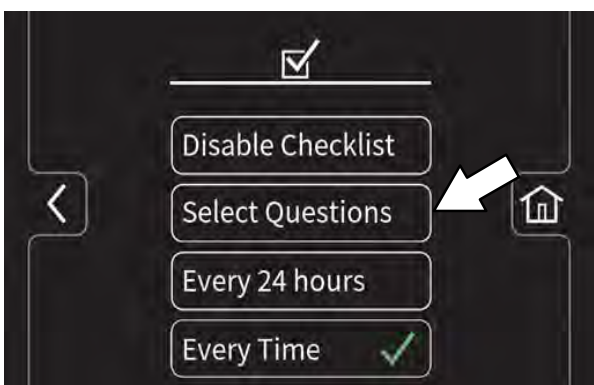 Disable Checklist
Select Questions
Every 24 hours
Every Time